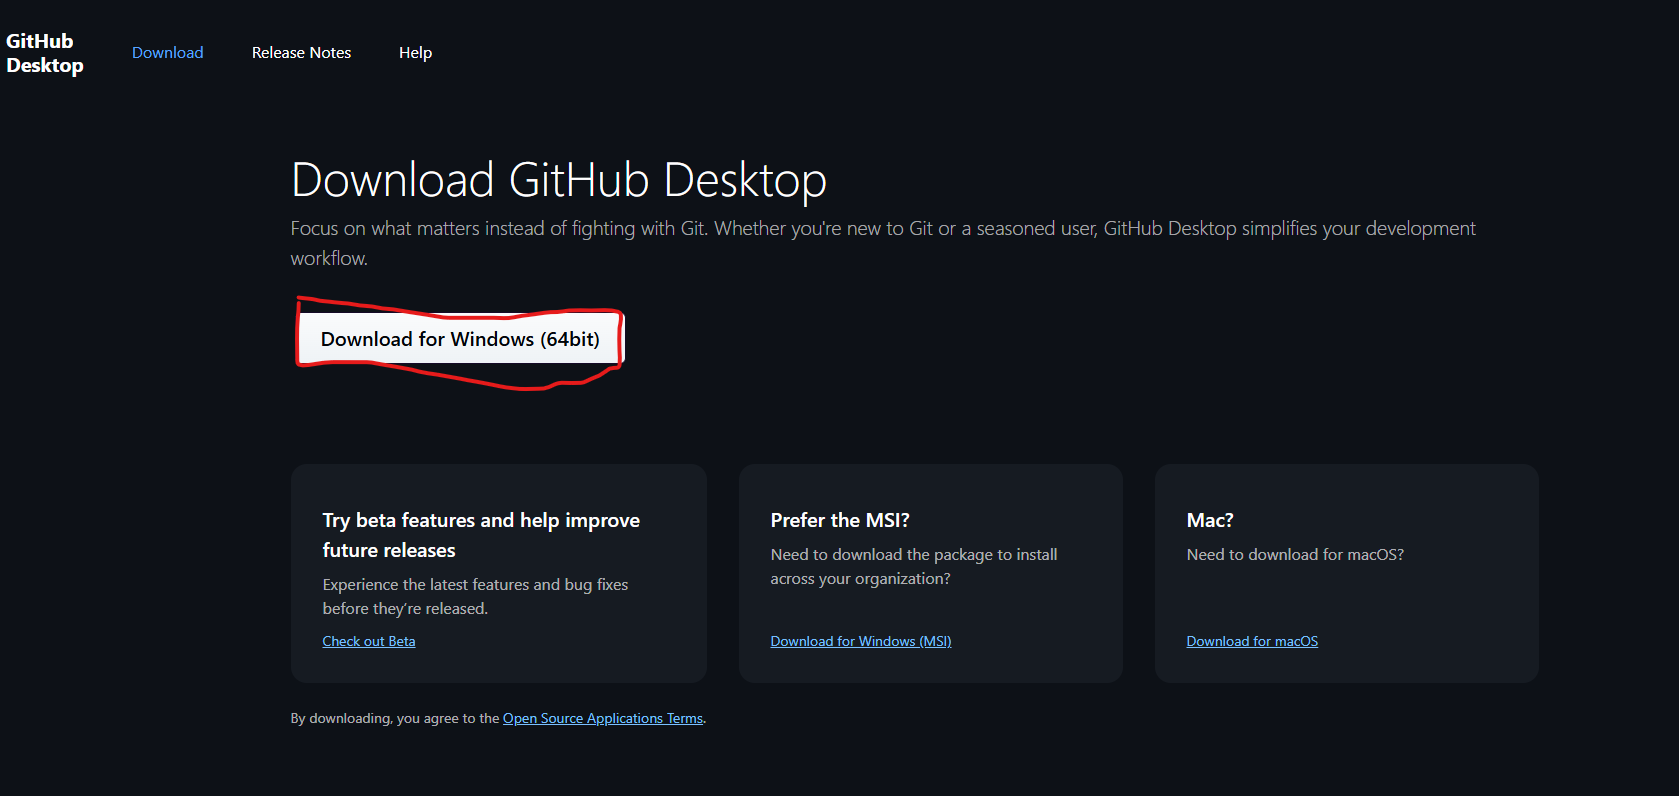 GitHub
Desktop
Download
Release Notes
Help
Download GitHub Desktop
Focus on what matters instead of fighting with Git. Whether you're new to Git or a seasoned user, GitHub Desktop simplifies your development
workflow.
Download for Windows (64bit)
Try beta features and help improve
future releases
Experience the latest features and bug fixes
before they’re released.
Check out Beta
Prefer the MSI?
Need to download the package to install
across your organization?
Download for Windows (MSI)
Mac?
Need to download for macOS?
Download for macOS
By downloading, you agree to the Open Source Applications Terms.